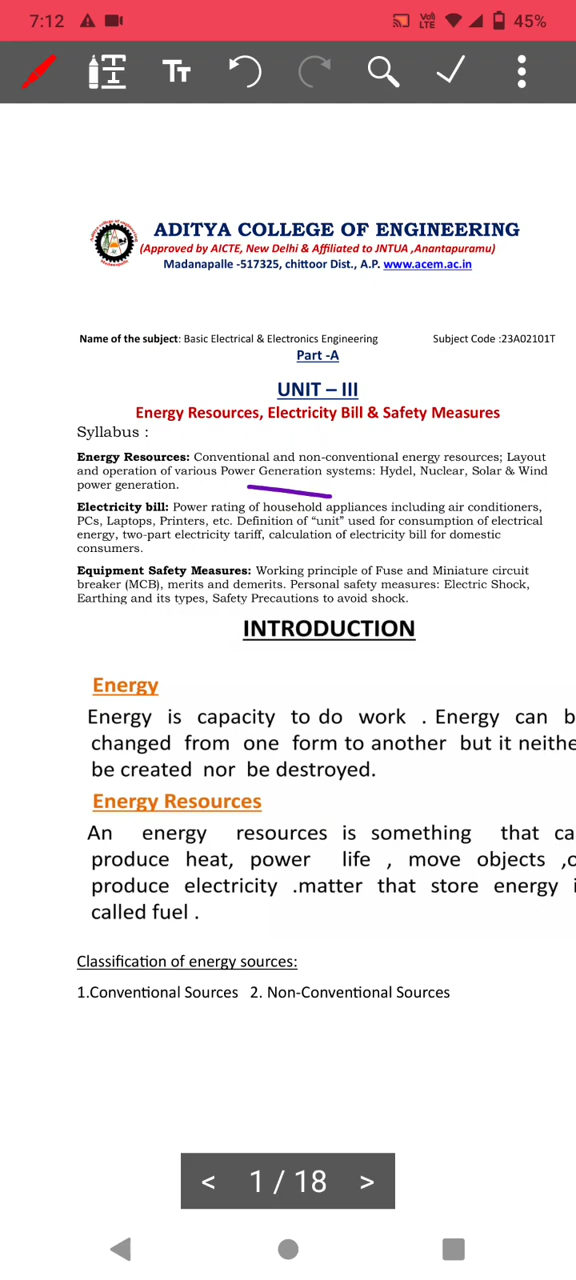 7:12 Vo) LTE 45%
TT
ADITYA COLLEGE OF ENGINEERING
(Approved by AICTE, New Delhi & Affiliated to JNTUA ,Anantapuramu)
Madanapalle -517325, chittoor Dist., A.P. www.acem.ac.in
Name of the subject: Basic Electrical & Electronics Engineering Subject Code :23A02101T
Part -A
UNIT – III
Energy Resources, Electricity Bill & Safety Measures
Syllabus :
Energy Resources: Conventional and non-conventional energy resources; Layout
and operation of various Power Generation systems: Hydel, Nuclear, Solar & Wind
power generation.
Electricity bill: Power rating of household appliances including air conditioners,
PCs, Laptops, Printers, etc. Definition of “unit” used for consumption of electrical
energy, two-part electricity tariff, calculation of electricity bill for domestic
consumers.
Equipment Safety Measures: Working principle of Fuse and Miniature circuit
breaker (MCB), merits and demerits. Personal safety measures: Electric Shock,
Earthing and its types, Safety Precautions to avoid shock.
INTRODUCTION
Energy
Energy is capacity to do work . Energy can b
changed from one form to another but it neithe
be created nor be destroyed.
Energy Resources
An energy resources is something that ca
produce heat, power life , move objects ,o
produce electricity .matter that store energy i
called fuel .
Classification of energy sources:
1.Conventional Sources 2. Non-Conventional Sources
< 1 / 18 >